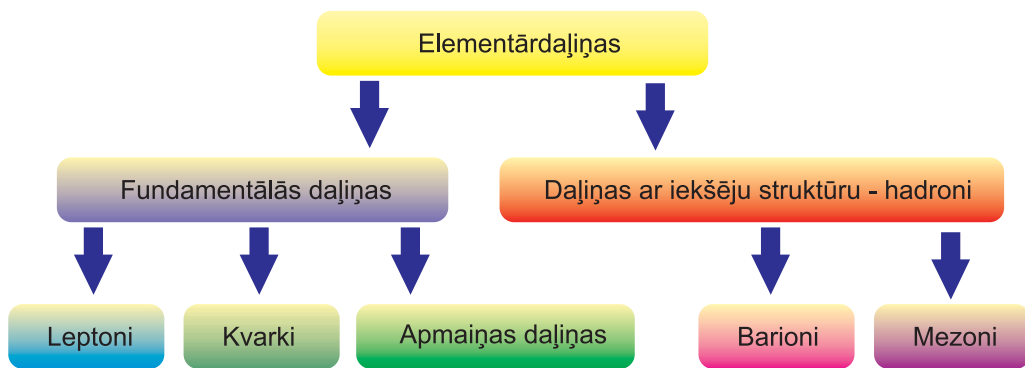 Elementārdaļiņas
Fundamentālās daļiņas
Daļiņas ar iekšēju struktūru - hadroni
Leptoni
Kvarki
Apmaiņas daļiņas
Barioni
Mezoni